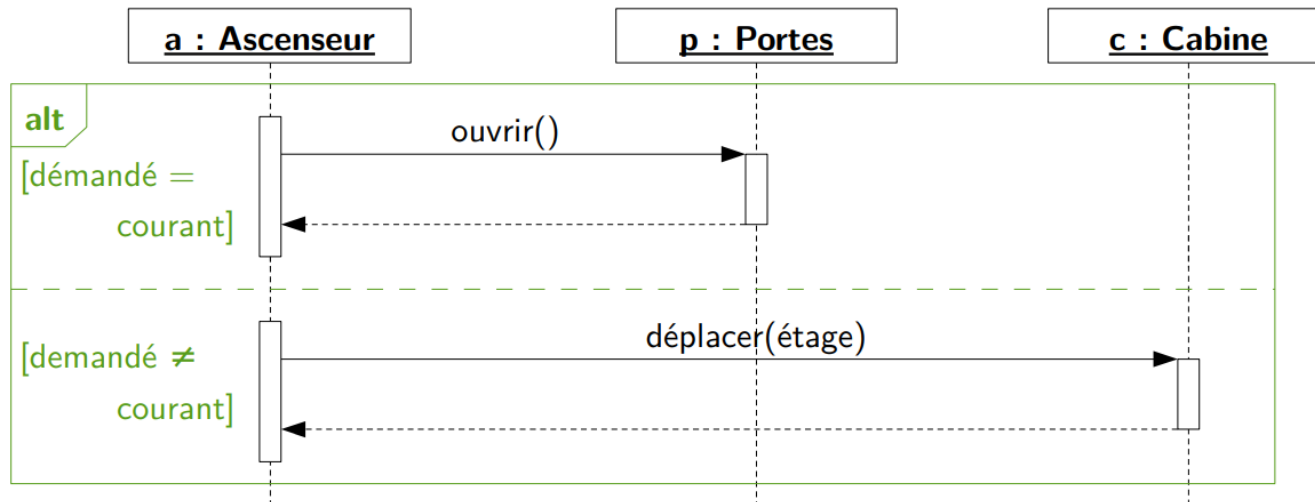 a : Ascenseur
p : Portes
c : Cabine
alt
ouvrir()
[démandé =
courant]
déplacer(étage)
[demandé ≠
courant]